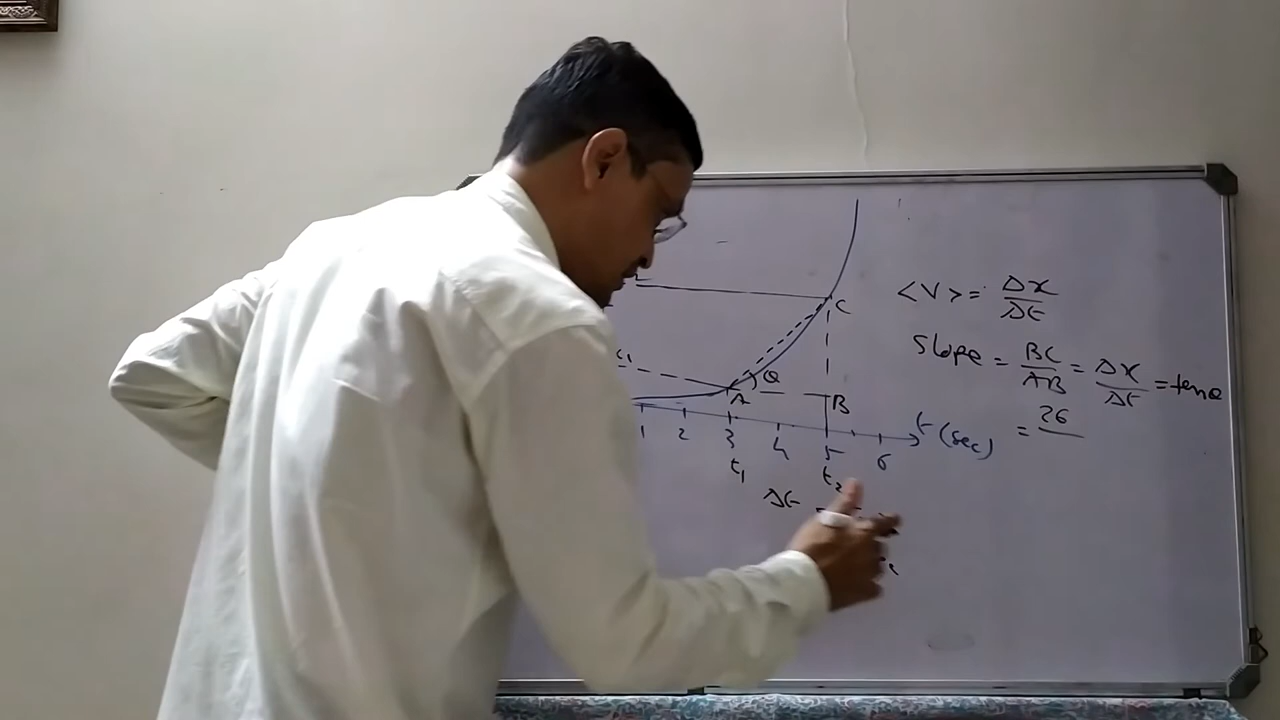 <V> = Δx/Δt
Slope = BC/AB = Δx/Δt = tanθ
= 26
C
θ
A
B
1 2 3 4 5 6 t (sec)
t₁ t₂
Δt